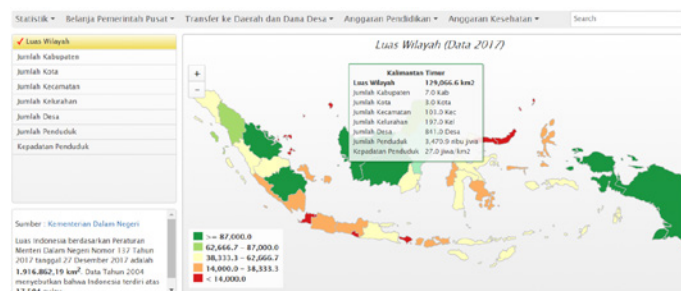 Statistik Belanja Pemerintah Pusat Transfer ke Daerah dan Dana Desa Anggaran Pendidikan Anggaran Kesehatan Search
Luas Wilayah
Jumlah Kabupaten
Jumlah Kota
Jumlah Kecamatan
Jumlah Kelurahan
Jumlah Desa
Jumlah Penduduk
Kepadatan Penduduk
Luas Wilayah (Data 2017)
+
−
Kalimantan Timur
Luas Wilayah 129,066.6 km2
Jumlah Kabupaten 7.0 Kab
Jumlah Kota 3.0 Kota
Jumlah Kecamatan 103.0 Kec
Jumlah Kelurahan 197.0 Kel
Jumlah Desa 841.0 Desa
Jumlah Penduduk 3,470.9 ribu jiwa
Kepadatan Penduduk 27.0 jiwa/km2
>= 87,000.0
62,666.7 - 87,000.0
38,333.3 - 62,666.7
14,000.0 - 38,333.3
< 14,000.0
Sumber : Kementerian Dalam Negeri
Luas Indonesia berdasarkan Peraturan
Menteri Dalam Negeri Nomor 137 Tahun
2017 tanggal 27 Desember 2017 adalah
1.916.862,19 km². Data Tahun 2004
menyebutkan bahwa Indonesia terdiri atas